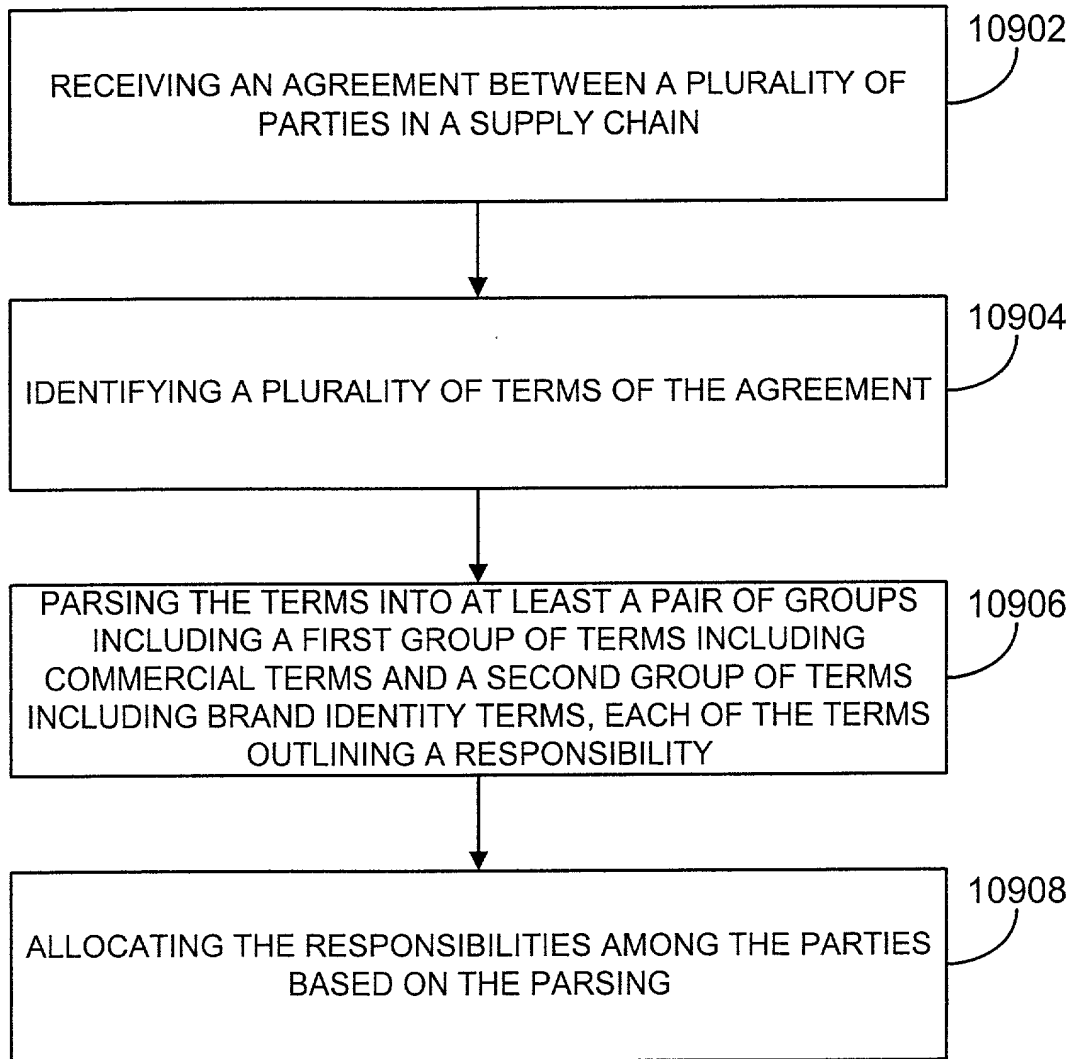 10902
RECEIVING AN AGREEMENT BETWEEN A PLURALITY OF
PARTIES IN A SUPPLY CHAIN
10904
IDENTIFYING A PLURALITY OF TERMS OF THE AGREEMENT
10906
PARSING THE TERMS INTO AT LEAST A PAIR OF GROUPS
INCLUDING A FIRST GROUP OF TERMS INCLUDING
COMMERCIAL TERMS AND A SECOND GROUP OF TERMS
INCLUDING BRAND IDENTITY TERMS, EACH OF THE TERMS
OUTLINING A RESPONSIBILITY
10908
ALLOCATING THE RESPONSIBILITIES AMONG THE PARTIES
BASED ON THE PARSING